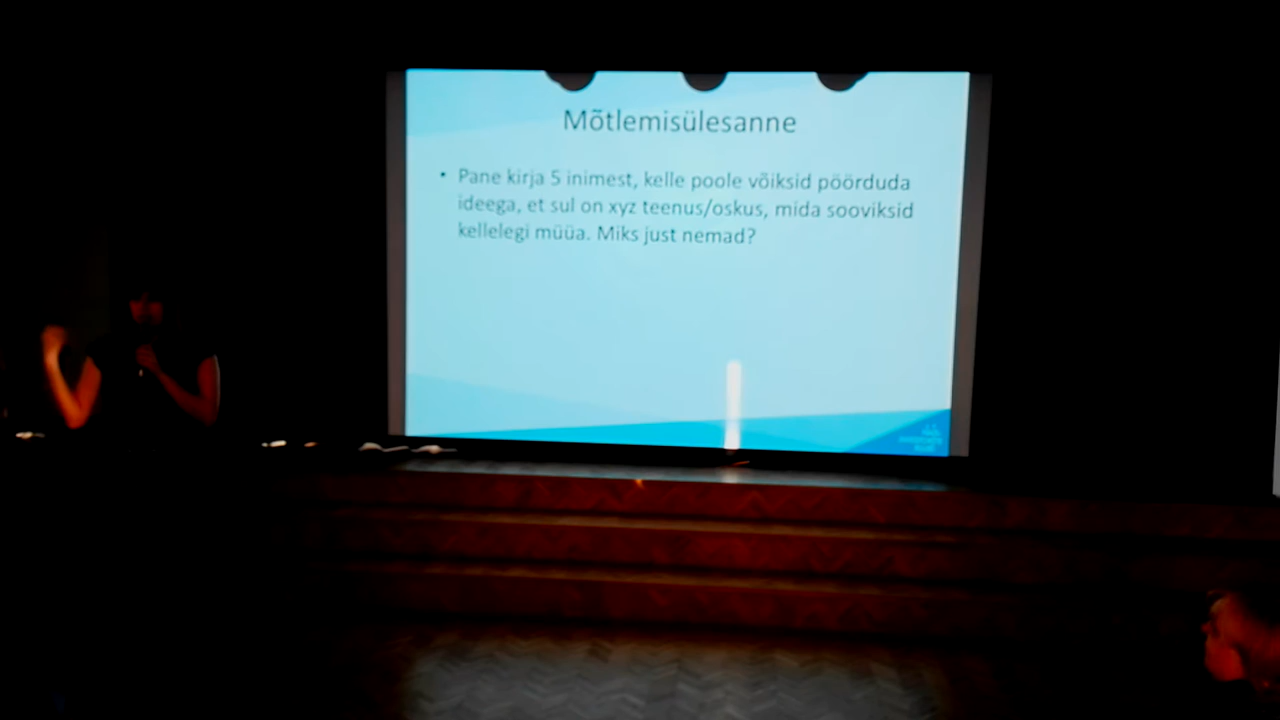 Mõtlemisülesanne
• Pane kirja 5 inimest, kelle poole võiksid pöörduda
ideega, et sul on xyz teenus/oskus, mida sooviksid
kellelegi müüa. Miks just nemad?